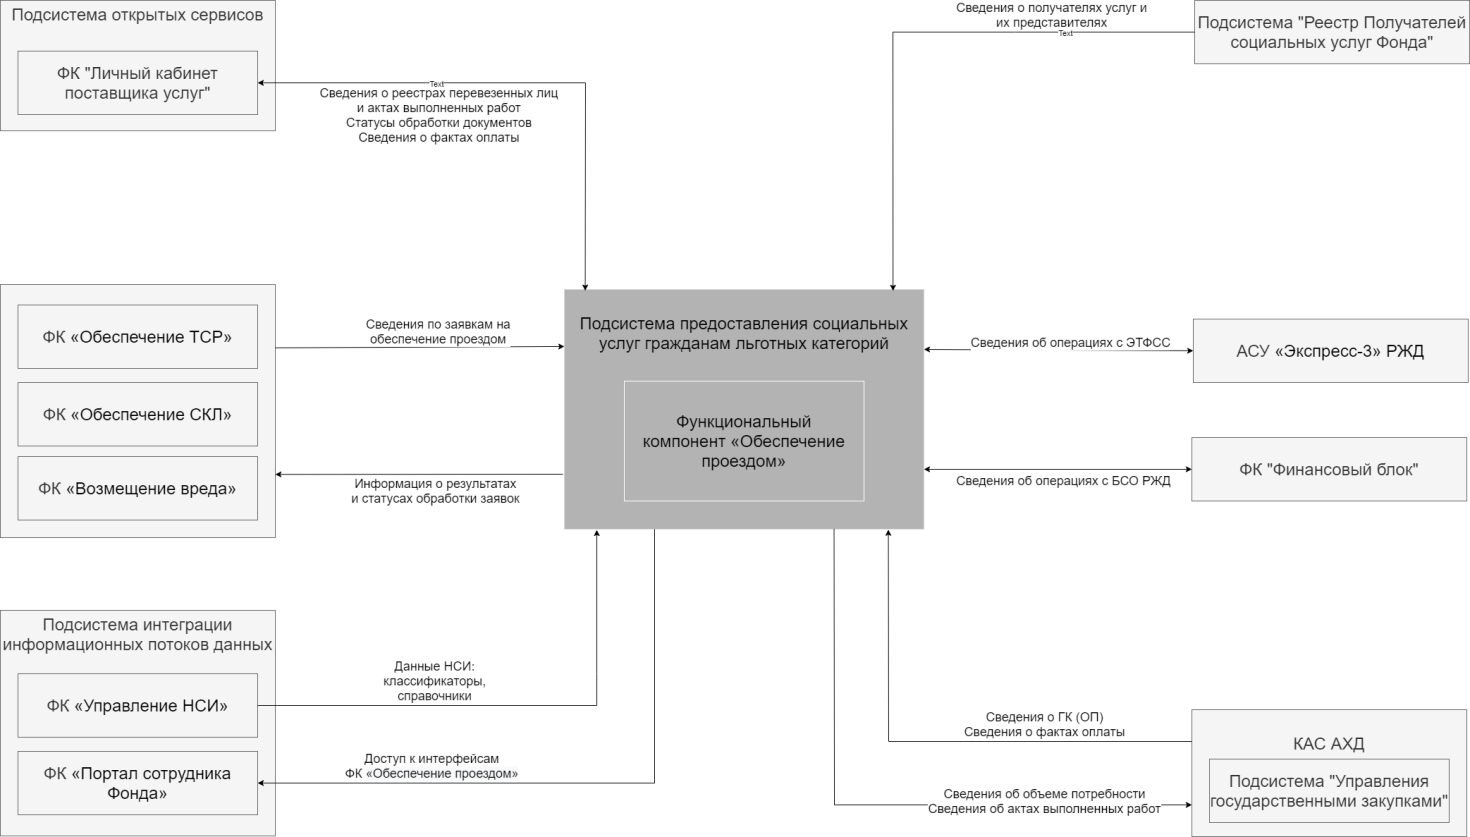 Подсистема открытых сервисов
ФК "Личный кабинет
поставщика услуг"
Text
Сведения о реестрах перевезенных лиц
и актах выполненных работ
Статусы обработки документов
Сведения о фактах оплаты
Сведения о получателях услуг и
их представителях
Text
Подсистема "Реестр Получателей
социальных услуг Фонда"
ФК «Обеспечение ТСР»
ФК «Обеспечение СКЛ»
ФК «Возмещение вреда»
Сведения по заявкам на
обеспечение проездом
Информация о результатах
и статусах обработки заявок
Подсистема предоставления социальных
услуг гражданам льготных категорий
Функциональный
компонент «Обеспечение
проездом»
Сведения об операциях с ЭТФСС
АСУ «Экспресс-3» РЖД
Сведения об операциях с БСО РЖД
ФК "Финансовый блок"
Подсистема интеграции
информационных потоков данных
ФК «Управление НСИ»
ФК «Портал сотрудника
Фонда»
Данные НСИ:
классификаторы,
справочники
Доступ к интерфейсам
ФК «Обеспечение проездом»
Сведения о ГК (ОП)
Сведения о фактах оплаты
Сведения об объеме потребности
Сведения об актах выполненных работ
КАС АХД
Подсистема "Управления
государственными закупками"